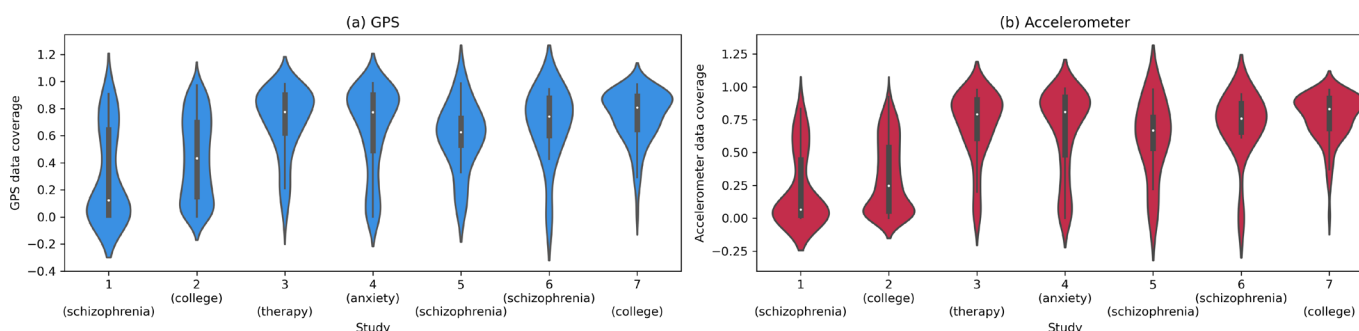 (a) GPS
GPS data coverage
1.2
1.0
0.8
0.6
0.4
0.2
0.0
−0.2
−0.4
1 2 3 4 5 6 7
(college) (anxiety) (schizophrenia)
(schizophrenia) (therapy) (schizophrenia) (college)
Study
(b) Accelerometer
Accelerometer data coverage
1.25
1.00
0.75
0.50
0.25
0.00
−0.25
1 2 3 4 5 6 7
(college) (anxiety) (schizophrenia)
(schizophrenia) (therapy) (schizophrenia) (college)
Study